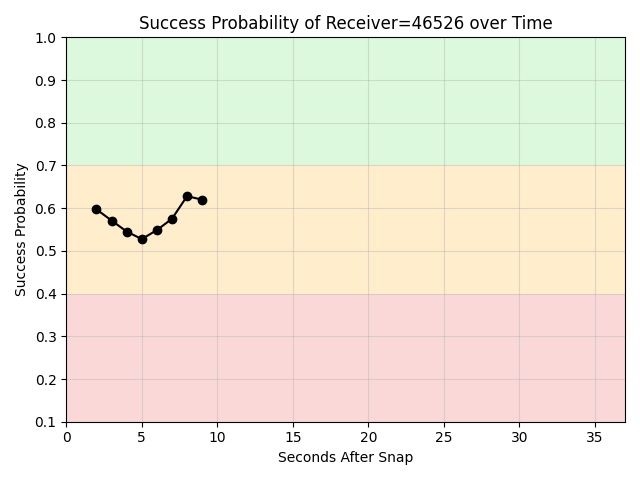 Success Probability of Receiver=46526 over Time
1.0
0.9
0.8
0.7
0.6
0.5
0.4
0.3
0.2
0.1
Success Probability
0 5 10 15 20 25 30 35
Seconds After Snap